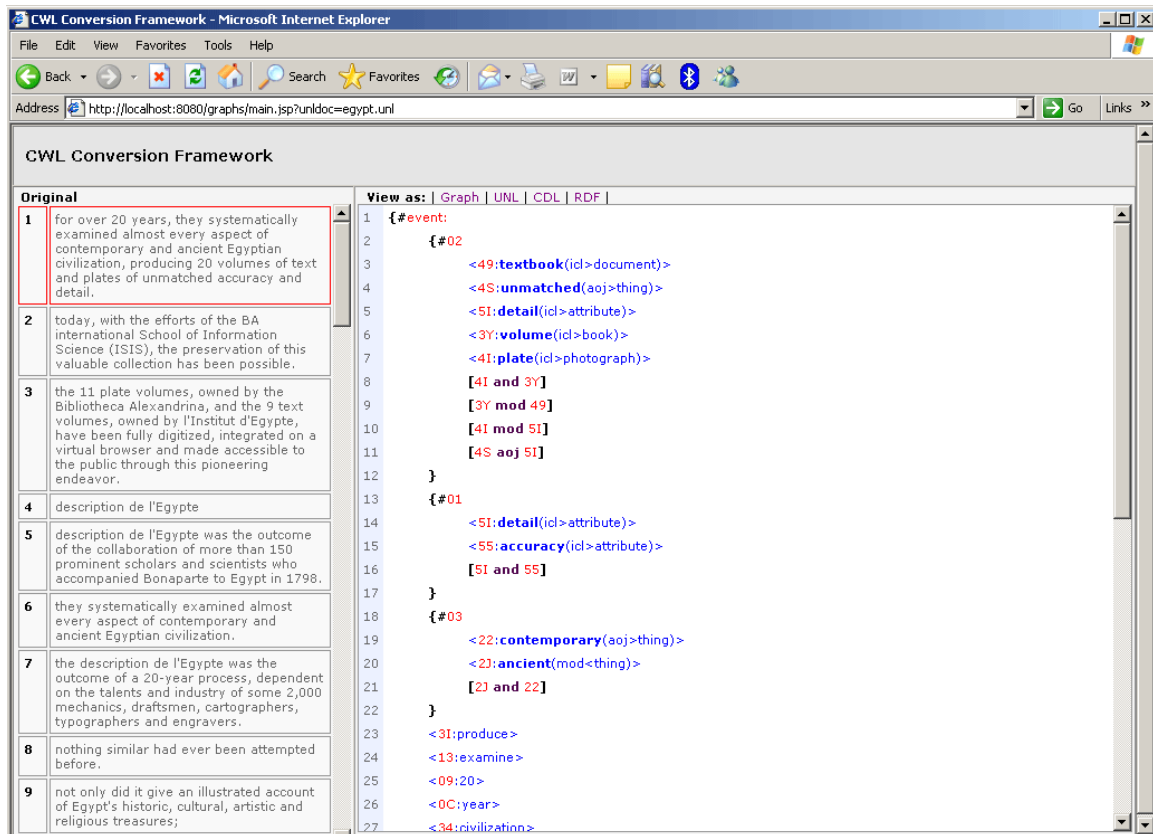 CWL Conversion Framework - Microsoft Internet Explorer
File Edit View Favorites Tools Help
Back Search Favorites
Address http://localhost:8080/graphs/main.jsp?unldoc=egypt.unl Go Links »
CWL Conversion Framework
Original
1 for over 20 years, they systematically
examined almost every aspect of
contemporary and ancient Egyptian
civilization, producing 20 volumes of text
and plates of unmatched accuracy and
detail.
2 today, with the efforts of the BA
international School of Information
Science (ISIS), the preservation of this
valuable collection has been possible.
3 the 11 plate volumes, owned by the
Bibliotheca Alexandrina, and the 9 text
volumes, owned by l'Institut d'Egypte,
have been fully digitized, integrated on a
virtual browser and made accessible to
the public through this pioneering
endeavor.
4 description de l'Egypte
5 description de l'Egypte was the outcome
of the collaboration of more than 150
prominent scholars and scientists who
accompanied Bonaparte to Egypt in 1798.
6 they systematically examined almost
every aspect of contemporary and
ancient Egyptian civilization.
7 the description de l'Egypte was the
outcome of a 20-year process, dependent
on the talents and industry of some 2,000
mechanics, draftsmen, cartographers,
typographers and engravers.
8 nothing similar had ever been attempted
before.
9 not only did it give an illustrated account
of Egypt's historic, cultural, artistic and
religious treasures;
View as: | Graph | UNL | CDL | RDF |
1 {#event:
2 {#02
3 <49:textbook(icl>document)>
4 <4S:unmatched(aoj>thing)>
5 <5I:detail(icl>attribute)>
6 <3Y:volume(icl>book)>
7 <4I:plate(icl>photograph)>
8 [4I and 3Y]
9 [3Y mod 49]
10 [4I mod 5I]
11 [4S aoj 5I]
12 }
13 {#01
14 <5I:detail(icl>attribute)>
15 <55:accuracy(icl>attribute)>
16 [5I and 55]
17 }
18 {#03
19 <22:contemporary(aoj>thing)>
20 <2J:ancient(mod<thing)>
21 [2J and 22]
22 }
23 <3I:produce>
24 <13:examine>
25 <09:20>
26 <0C:year>
27 <34:civilization>